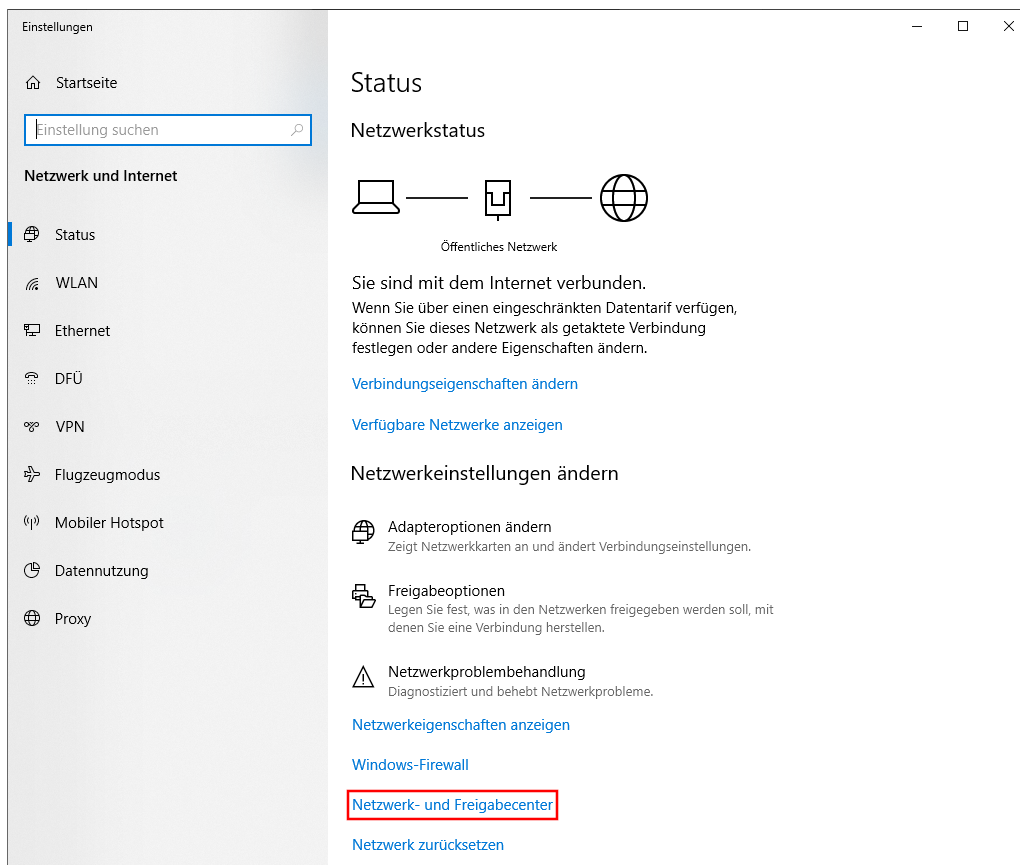 Einstellungen
Startseite
Einstellung suchen
Netzwerk und Internet
Status
WLAN
Ethernet
DFÜ
VPN
Flugzeugmodus
Mobiler Hotspot
Datennutzung
Proxy
Status
Netzwerkstatus
Öffentliches Netzwerk
Sie sind mit dem Internet verbunden.
Wenn Sie über einen eingeschränkten Datentarif verfügen,
können Sie dieses Netzwerk als getaktete Verbindung
festlegen oder andere Eigenschaften ändern.
Verbindungseigenschaften ändern
Verfügbare Netzwerke anzeigen
Netzwerkeinstellungen ändern
Adapteroptionen ändern
Zeigt Netzwerkkarten an und ändert Verbindungseinstellungen.
Freigabeoptionen
Legen Sie fest, was in den Netzwerken freigegeben werden soll, mit
denen Sie eine Verbindung herstellen.
Netzwerkproblembehandlung
Diagnostiziert und behebt Netzwerkprobleme.
Netzwerkeigenschaften anzeigen
Windows-Firewall
Netzwerk- und Freigabecenter
Netzwerk zurücksetzen